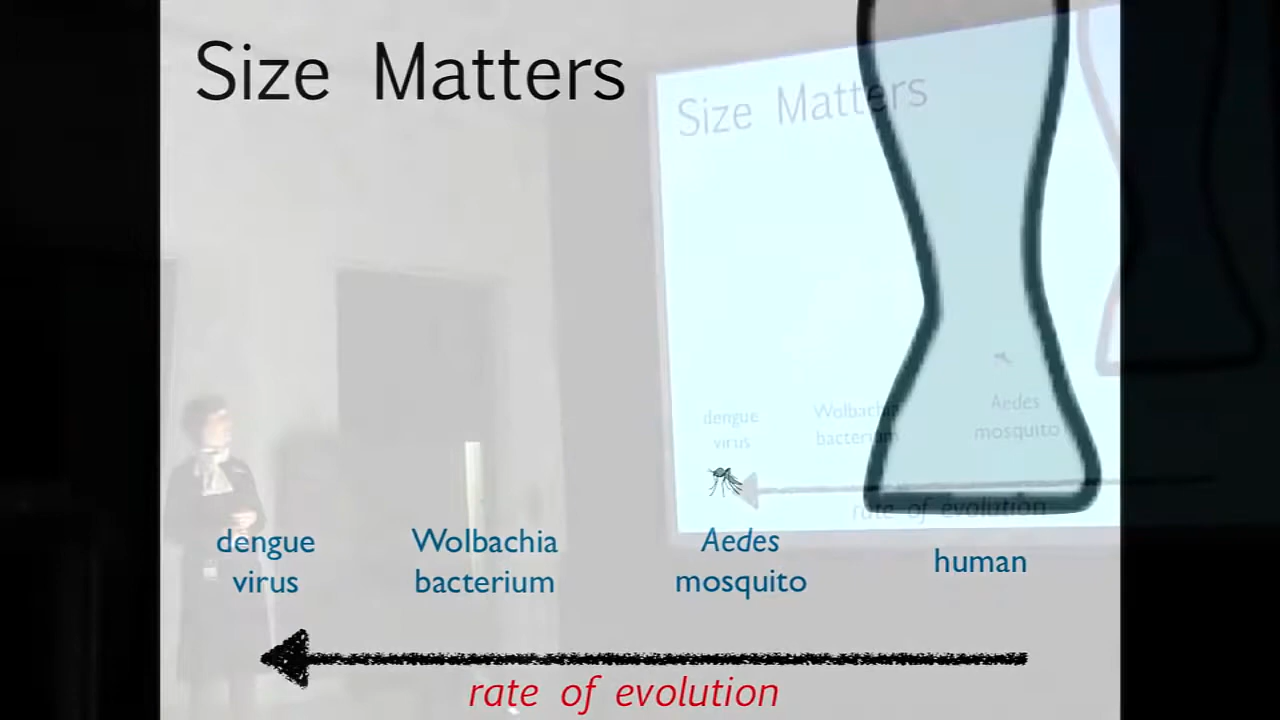 Size Matters
Size Matters
dengue
virus
Wolbachia
bacterium
Aedes
mosquito
rate of evolution
dengue
virus
Wolbachia
bacterium
Aedes
mosquito
human
rate of evolution